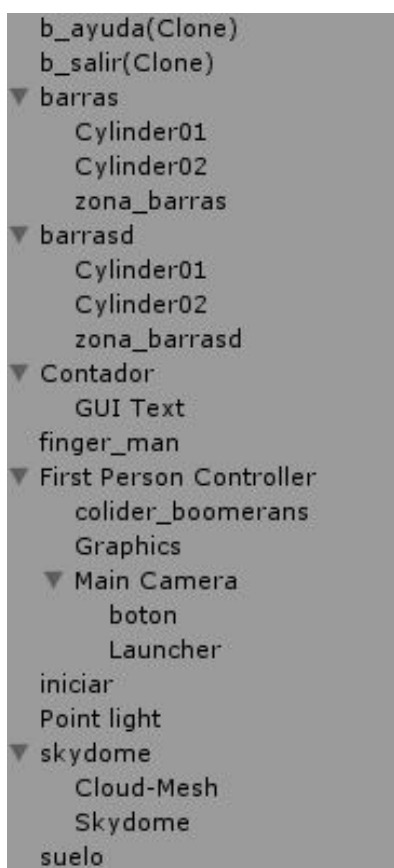 b_ayuda(Clone)
b_salir(Clone)
barras
Cylinder01
Cylinder02
zona_barras
barrasd
Cylinder01
Cylinder02
zona_barrasd
Contador
GUI Text
finger_man
First Person Controller
colider_boomerans
Graphics
Main Camera
boton
Launcher
iniciar
Point light
skydome
Cloud-Mesh
Skydome
suelo